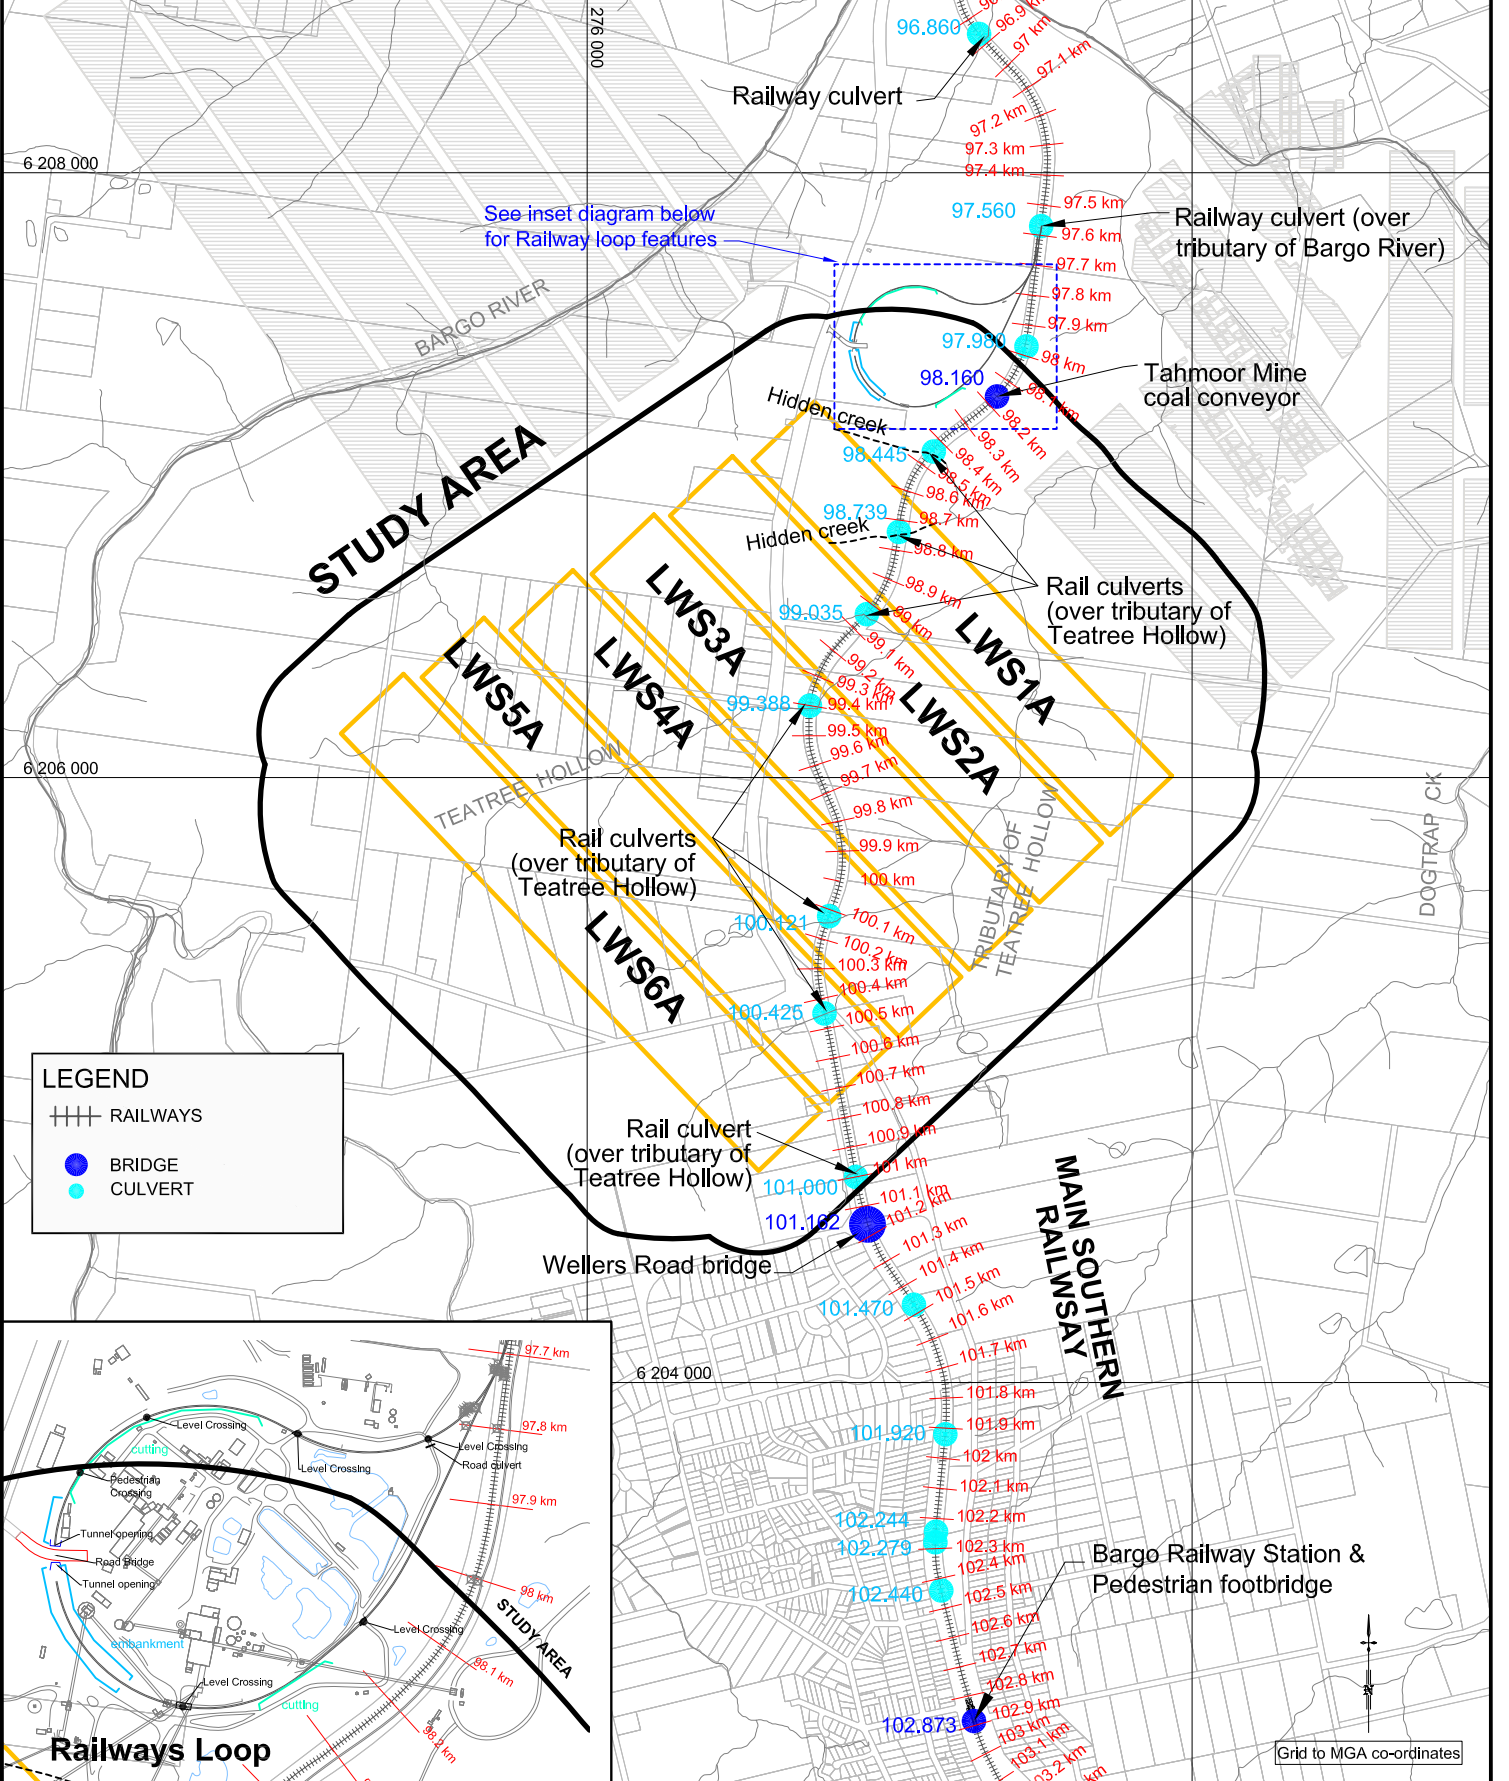 96.860
96.9 km
97 km
97.1 km
276 000
Railway culvert
97.2 km
97.3 km
97.4 km
6 208 000
See inset diagram below
for Railway loop features
97.560
97.5 km
97.6 km
Railway culvert (over
tributary of Bargo River)
97.7 km
97.8 km
97.9 km
BARGO RIVER
97.980
98 km
98.160
98.1 km
Tahmoor Mine
coal conveyor
Hidden creek
98.2 km
98.3 km
98.4 km
98.445
98.5 km
STUDY AREA
98.6 km
98.739
98.7 km
Hidden creek
98.8 km
98.9 km
Rail culverts
(over tributary of
Teatree Hollow)
99.035
99 km
99.1 km
99.2 km
99.3 km
99.388
99.4 km
99.5 km
99.6 km
99.7 km
LWS1A
LWS2A
LWS3A
LWS4A
LWS5A
LWS6A
TEATREE HOLLOW
6 206 000
99.8 km
99.9 km
100 km
Rail culverts
(over tributary of
Teatree Hollow)
TRIBUTARY OF
TEATREE HOLLOW
DOGTRAP CK
100.121
100.1 km
100.2 km
100.3 km
100.4 km
100.425
100.5 km
100.6 km
100.7 km
100.8 km
100.9 km
LEGEND
RAILWAYS
BRIDGE
CULVERT
Rail culvert
(over tributary of
Teatree Hollow)
101 km
101.000
101.1 km
101.2 km
101.162
Wellers Road bridge
101.3 km
101.4 km
101.5 km
101.470
101.6 km
MAIN SOUTHERN
RAILWSAY
101.7 km
6 204 000
101.8 km
101.9 km
101.920
102 km
102.1 km
102.2 km
102.244
102.279
102.3 km
102.4 km
102.440
102.5 km
102.6 km
102.7 km
Bargo Railway Station &
Pedestrian footbridge
102.8 km
102.9 km
102.873
103 km
103.1 km
03.2 km
km
N
Grid to MGA co-ordinates
97.7 km
97.8 km
Level Crossing
cutting
Level Crossing
Level Crossing
Road culvert
Pedestrian
Crossing
97.9 km
Tunnel opening
Road Bridge
Tunnel opening
98 km
STUDY AREA
embankment
Level Crossing
98.1 km
Level Crossing
cutting
98.2 km
Railways Loop